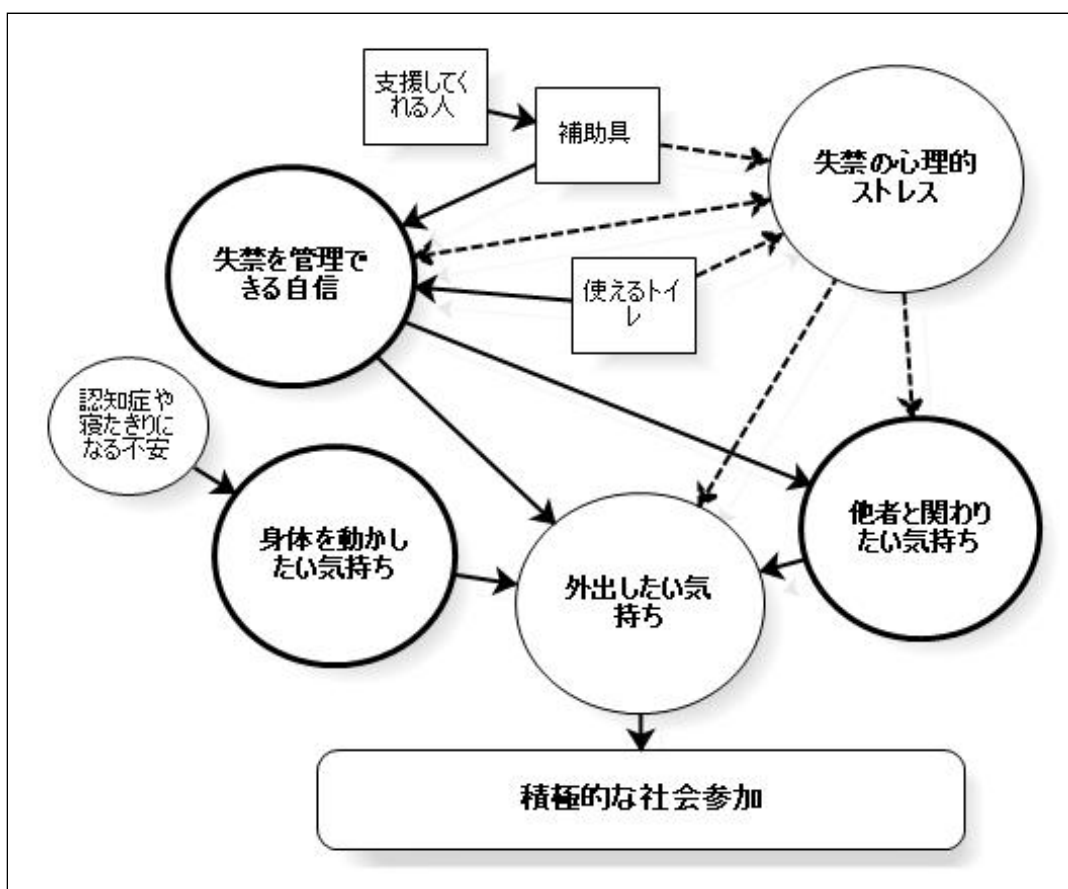 支援してく
れる人
補助具
失禁の心理的
ストレス
失禁を管理で
きる自信
使えるトイ
レ
認知症や
寝たきりに
なる不安
身体を動かし
たい気持ち
外出したい気
持ち
他者と関わり
たい気持ち
積極的な社会参加